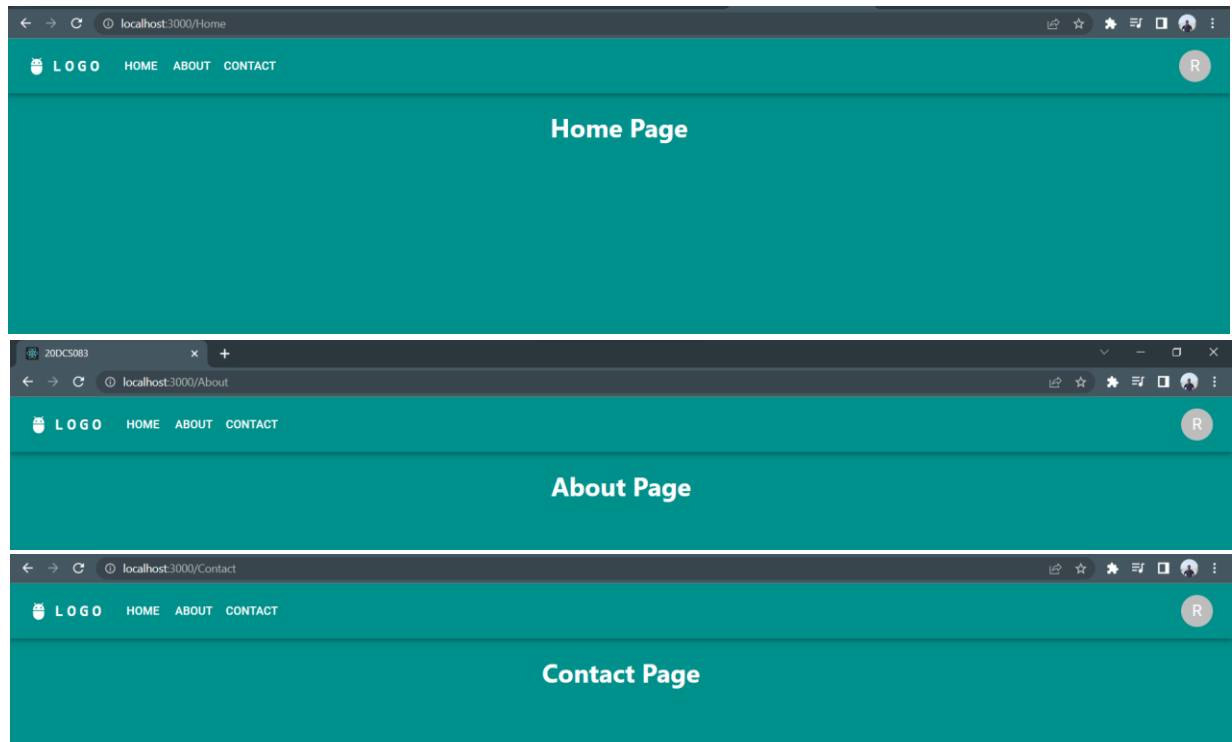 localhost:3000/Home
LOGO HOME ABOUT CONTACT R
Home Page
20DCS083
localhost:3000/About
LOGO HOME ABOUT CONTACT R
About Page
localhost:3000/Contact
LOGO HOME ABOUT CONTACT R
Contact Page